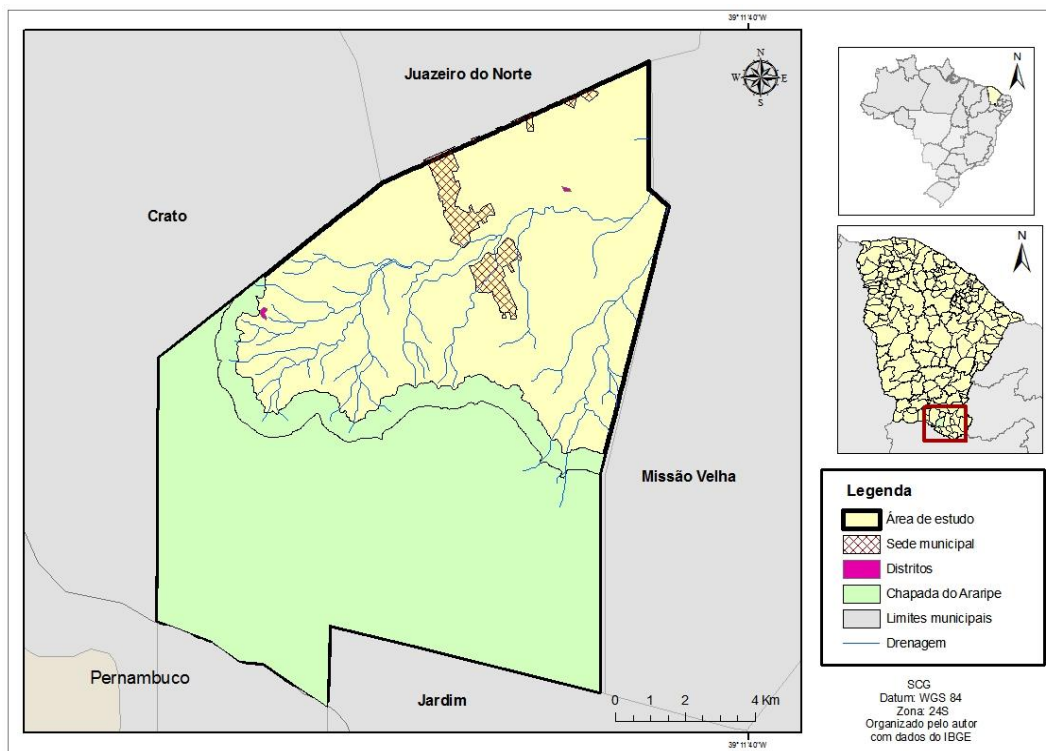 39° 11' 40"W
N
W E
S
Juazeiro do Norte
Crato
Missão Velha
Pernambuco
Jardim
0 1 2 4 Km
39° 11' 40"W
N
N
Legenda
Área de estudo
Sede municipal
Distritos
Chapada do Araripe
Limites municipais
Drenagem
SCG
Datum: WGS 84
Zona: 24S
Organizado pelo autor
com dados do IBGE